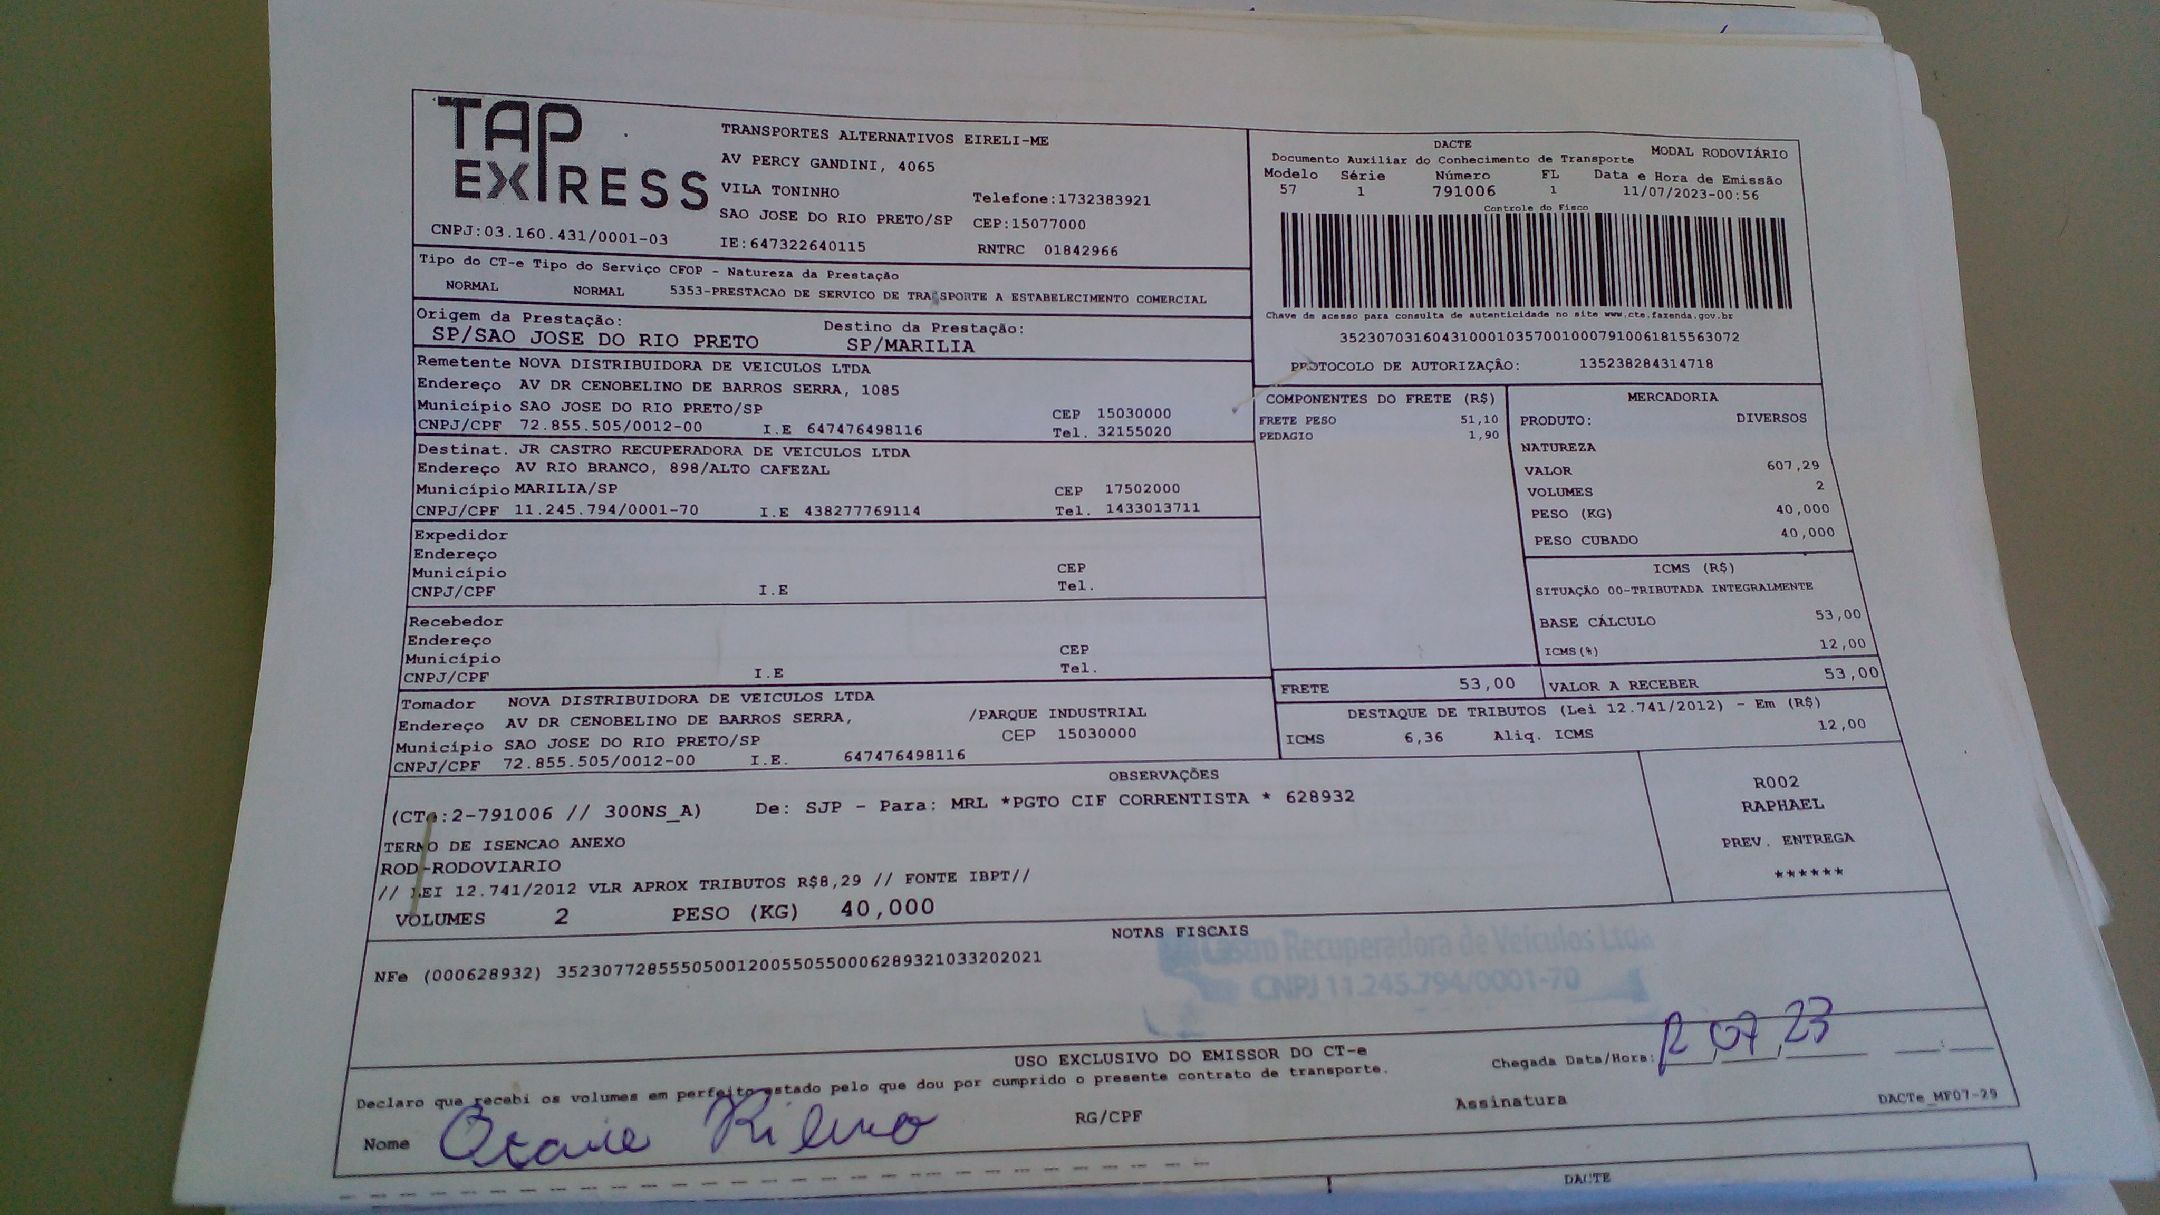 TAP EXPRESS
TRANSPORTES ALTERNATIVOS EIRELI-ME
AV PERCY GANDINI, 4065
VILA TONINHO Telefone:1732383921
SAO JOSE DO RIO PRETO/SP CEP:15077000
CNPJ:03.160.431/0001-03 IE:647322640115 RNTRC 01842966
DACTE
Documento Auxiliar do Conhecimento de Transporte MODAL RODOVIÁRIO
Modelo Série Número FL Data e Hora de Emissão
57 1 791006 1 11/07/2023-00:56
Controle do Fisco
Chave de acesso para consulta de autenticidade no site www.cte.fazenda.gov.br
35230703160431000103570010007910061815563072
PROTOCOLO DE AUTORIZAÇÃO: 135238284314718
Tipo do CT-e Tipo do Serviço CFOP - Natureza da Prestação
NORMAL NORMAL 5353-PRESTACAO DE SERVICO DE TRANSPORTE A ESTABELECIMENTO COMERCIAL
Origem da Prestação: Destino da Prestação:
SP/SAO JOSE DO RIO PRETO SP/MARILIA
Remetente NOVA DISTRIBUIDORA DE VEICULOS LTDA
Endereço AV DR CENOBELINO DE BARROS SERRA, 1085
Município SAO JOSE DO RIO PRETO/SP CEP 15030000
CNPJ/CPF 72.855.505/0012-00 I.E 647476498116 Tel. 32155020
Destinat. JR CASTRO RECUPERADORA DE VEICULOS LTDA
Endereço AV RIO BRANCO, 898/ALTO CAFEZAL
Município MARILIA/SP CEP 17502000
CNPJ/CPF 11.245.794/0001-70 I.E 438277769114 Tel. 1433013711
Expedidor
Endereço
Município CEP
CNPJ/CPF I.E Tel.
Recebedor
Endereço
Município CEP
CNPJ/CPF I.E Tel.
Tomador NOVA DISTRIBUIDORA DE VEICULOS LTDA
Endereço AV DR CENOBELINO DE BARROS SERRA, /PARQUE INDUSTRIAL
Município SAO JOSE DO RIO PRETO/SP CEP 15030000
CNPJ/CPF 72.855.505/0012-00 I.E. 647476498116
COMPONENTES DO FRETE (R$)
FRETE PESO 51,10
PEDAGIO 1,90
MERCADORIA
PRODUTO: DIVERSOS
NATUREZA
VALOR 607,29
VOLUMES 2
PESO (KG) 40,000
PESO CUBADO 40,000
ICMS (R$)
SITUAÇÃO 00-TRIBUTADA INTEGRALMENTE
BASE CÁLCULO 53,00
ICMS(%) 12,00
FRETE 53,00 VALOR A RECEBER 53,00
DESTAQUE DE TRIBUTOS (Lei 12.741/2012) - Em (R$)
ICMS 6,36 Aliq. ICMS 12,00
OBSERVAÇÕES
(CTe:2-791006 // 300NS_A) De: SJP - Para: MRL *PGTO CIF CORRENTISTA * 628932
TERMO DE ISENCAO ANEXO
ROD-RODOVIARIO
// LEI 12.741/2012 VLR APROX TRIBUTOS R$8,29 // FONTE IBPT//
VOLUMES 2 PESO (KG) 40,000
R002
RAPHAEL
PREV. ENTREGA
******
NOTAS FISCAIS
NFe (000628932) 35230772855505001200550550006289321033202021
Castro Recuperadora de Veículos Ltda
CNPJ 11.245.794/0001-70
USO EXCLUSIVO DO EMISSOR DO CT-e
Chegada Data/Hora: 12 07 23
Declaro que recebi os volumes em perfeito estado pelo que dou por cumprido o presente contrato de transporte.
Nome RG/CPF Assinatura
DACTe_MF07-29
DACTE